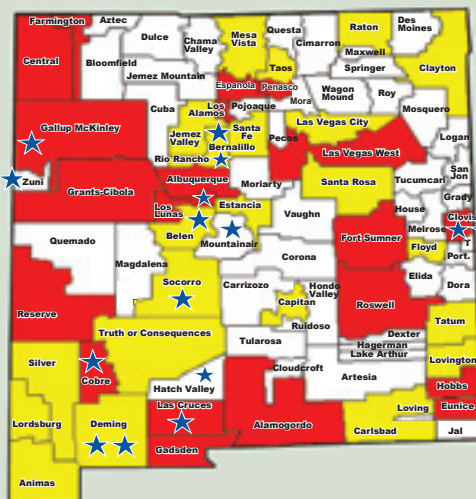 Farmington
Aztec
Dulce
Chama
Valley
Mesa
Vista
Questa
Cimarron
Raton
Des
Moines
Central
Bloomfield
Jemez Mountain
Taos
Maxwell
Springer
Clayton
Española
Penasco
Mora
Wagon
Mound
Roy
Mosquero
Cuba
Los
Alamos
Pojoaque
Gallup McKinley
Jemez
Valley
Santa
Fe
Bernalillo
Pecos
Las Vegas City
Las Vegas West
Logan
Rio Rancho
Zuni
Grants-Cibola
Albuquerque
Moriarty
Santa Rosa
Tucumcari
San
Jon
Grady
Los
Lunas
Estancia
Vaughn
House
Clovis
Belen
Mountainair
Fort Sumner
Melrose
Floyd
T
Port.
Quemado
Magdalena
Corona
Elida
Dora
Socorro
Carrizozo
Hondo
Valley
Capitan
Roswell
Reserve
Ruidoso
Tatum
Truth or Consequences
Tularosa
Dexter
Hagerman
Lake Arthur
Lovington
Silver
Cobre
Cloudcroft
Artesia
Hobbs
Hatch Valley
Las Cruces
Lordsburg
Deming
Alamogordo
Loving
Carlsbad
Eunice
Jal
Gadsden
Animas